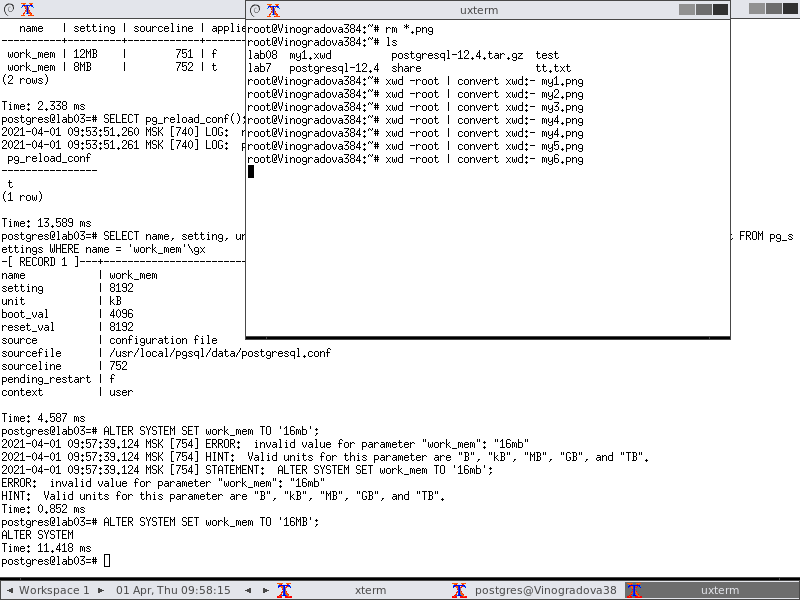 name | setting | sourceline | applie
---------+---------+------------+------
work_mem | 12MB | 751 | f
work_mem | 8MB | 752 | t
(2 rows)
Time: 2.338 ms
postgres@lab03=# SELECT pg_reload_conf();
2021-04-01 09:53:51.260 MSK [740] LOG:
2021-04-01 09:53:51.261 MSK [740] LOG:
pg_reload_conf
----------------
t
(1 row)
Time: 13.589 ms
postgres@lab03=# SELECT name, setting, un
t FROM pg_s
ettings WHERE name = 'work_mem'\gx
-[ RECORD 1 ]---+------------------------
name | work_mem
setting | 8192
unit | kB
boot_val | 4096
reset_val | 8192
source | configuration file
sourcefile | /usr/local/pgsql/data/postgresql.conf
sourceline | 752
pending_restart | f
context | user
Time: 4.587 ms
postgres@lab03=# ALTER SYSTEM SET work_mem TO '16mb';
2021-04-01 09:57:39.124 MSK [754] ERROR:  invalid value for parameter "work_mem": "16mb"
2021-04-01 09:57:39.124 MSK [754] HINT:  Valid units for this parameter are "B", "kB", "MB", "GB", and "TB".
2021-04-01 09:57:39.124 MSK [754] STATEMENT:  ALTER SYSTEM SET work_mem TO '16mb';
ERROR:  invalid value for parameter "work_mem": "16mb"
HINT:  Valid units for this parameter are "B", "kB", "MB", "GB", and "TB".
Time: 0.852 ms
postgres@lab03=# ALTER SYSTEM SET work_mem TO '16MB';
ALTER SYSTEM
Time: 11.418 ms
postgres@lab03=#
uxterm
root@Vinogradova384:~# rm *.png
root@Vinogradova384:~# ls
lab08  my1.xwd         postgresql-12.4.tar.gz  test
lab7   postgresql-12.4  share                   tt.txt
root@Vinogradova384:~# xwd -root | convert xwd:- my1.png
root@Vinogradova384:~# xwd -root | convert xwd:- my2.png
root@Vinogradova384:~# xwd -root | convert xwd:- my3.png
root@Vinogradova384:~# xwd -root | convert xwd:- my4.png
root@Vinogradova384:~# xwd -root | convert xwd:- my4.png
root@Vinogradova384:~# xwd -root | convert xwd:- my5.png
root@Vinogradova384:~# xwd -root | convert xwd:- my6.png
Workspace 1 01 Apr, Thu 09:58:15 xterm postgres@Vinogradova38 uxterm